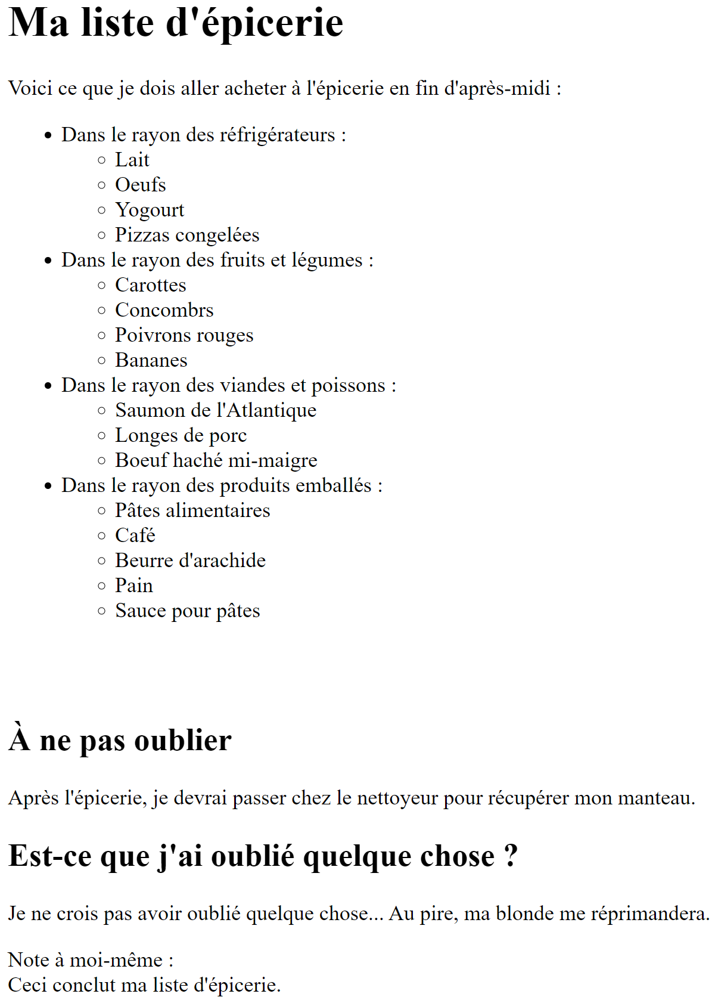 Ma liste d'épicerie
Voici ce que je dois aller acheter à l'épicerie en fin d'après-midi :
Dans le rayon des réfrigérateurs :
Lait
Oeufs
Yogourt
Pizzas congelées
Dans le rayon des fruits et légumes :
Carottes
Concombrs
Poivrons rouges
Bananes
Dans le rayon des viandes et poissons :
Saumon de l'Atlantique
Longes de porc
Boeuf haché mi-maigre
Dans le rayon des produits emballés :
Pâtes alimentaires
Café
Beurre d'arachide
Pain
Sauce pour pâtes
À ne pas oublier
Après l'épicerie, je devrai passer chez le nettoyeur pour récupérer mon manteau.
Est-ce que j'ai oublié quelque chose ?
Je ne crois pas avoir oublié quelque chose... Au pire, ma blonde me réprimandera.
Note à moi-même :
Ceci conclut ma liste d'épicerie.